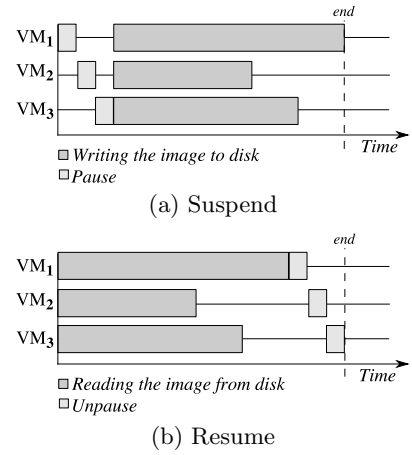 end
VM1
VM2
VM3
Time
Writing the image to disk
Pause
(a) Suspend
end
VM1
VM2
VM3
Time
Reading the image from disk
Unpause
(b) Resume